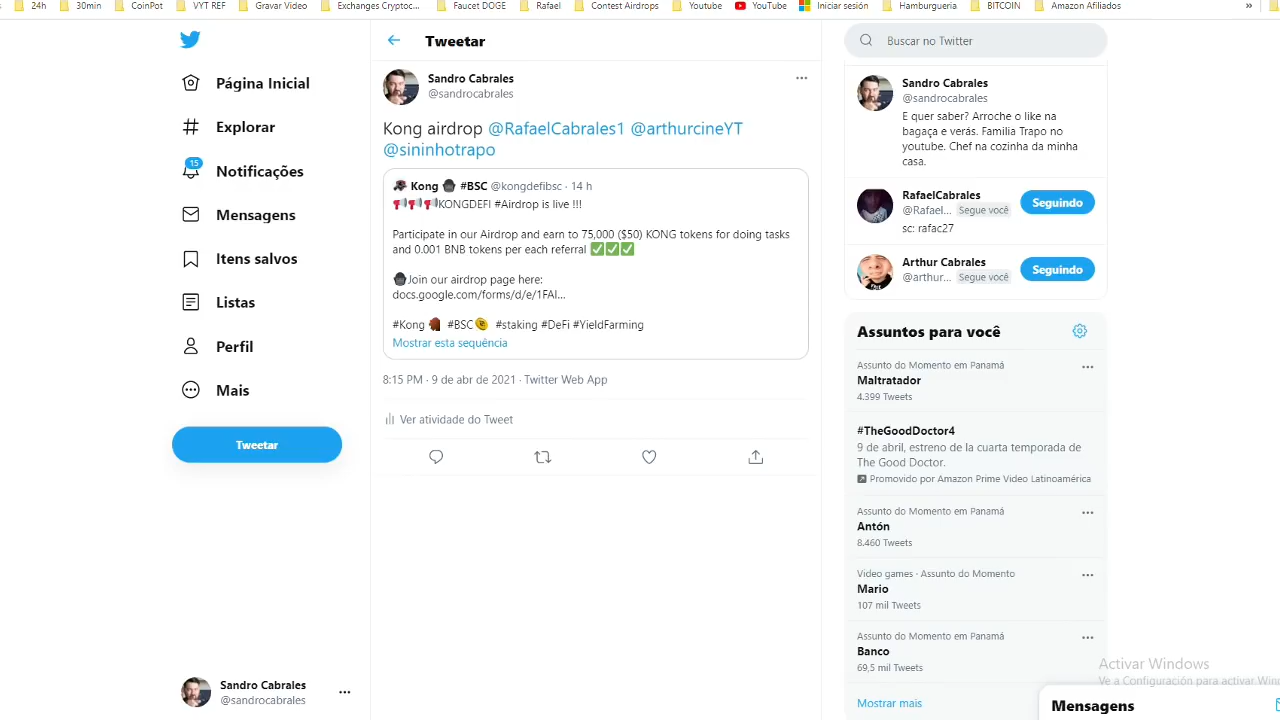 24h 30min CoinPot VYT REF Gravar Video Exchanges Cryptoc... Faucet DOGE Rafael Contest Airdrops Youtube YouTube Iniciar sesión Hamburgueria BITCOIN Amazon Afiliados »
Tweetar
Buscar no Twitter
Página Inicial
Explorar
15
Notificações
Mensagens
Itens salvos
Listas
Perfil
Mais
Tweetar
Sandro Cabrales
@sandrocabrales
Sandro Cabrales
@sandrocabrales
Kong airdrop @RafaelCabrales1 @arthurcineYT
@sininhotrapo
Kong #BSC @kongdefibsc · 14 h
KONGDEFI #Airdrop is live !!!
Participate in our Airdrop and earn to 75,000 ($50) KONG tokens for doing tasks
and 0.001 BNB tokens per each referral
Join our airdrop page here:
docs.google.com/forms/d/e/1FAI...
#Kong #BSC #staking #DeFi #YieldFarming
Mostrar esta sequência
8:15 PM · 9 de abr de 2021 · Twitter Web App
Ver atividade do Tweet
Sandro Cabrales
@sandrocabrales
E quer saber? Arroche o like na
bagaça e verás. Familia Trapo no
youtube. Chef na cozinha da minha
casa.
RafaelCabrales
@Rafael... Segue você
Seguindo
sc: rafac27
Arthur Cabrales
@arthur... Segue você
Seguindo
Assuntos para você
Assunto do Momento em Panamá
Maltratador
4.399 Tweets
#TheGoodDoctor4
9 de abril, estreno de la cuarta temporada de
The Good Doctor.
Promovido por Amazon Prime Video Latinoamérica
Assunto do Momento em Panamá
Antón
8.460 Tweets
Video games · Assunto do Momento
Mario
107 mil Tweets
Assunto do Momento em Panamá
Banco
69,5 mil Tweets
Mostrar mais
Activar Windows
Ve a Configuración para activar Win
Mensagens